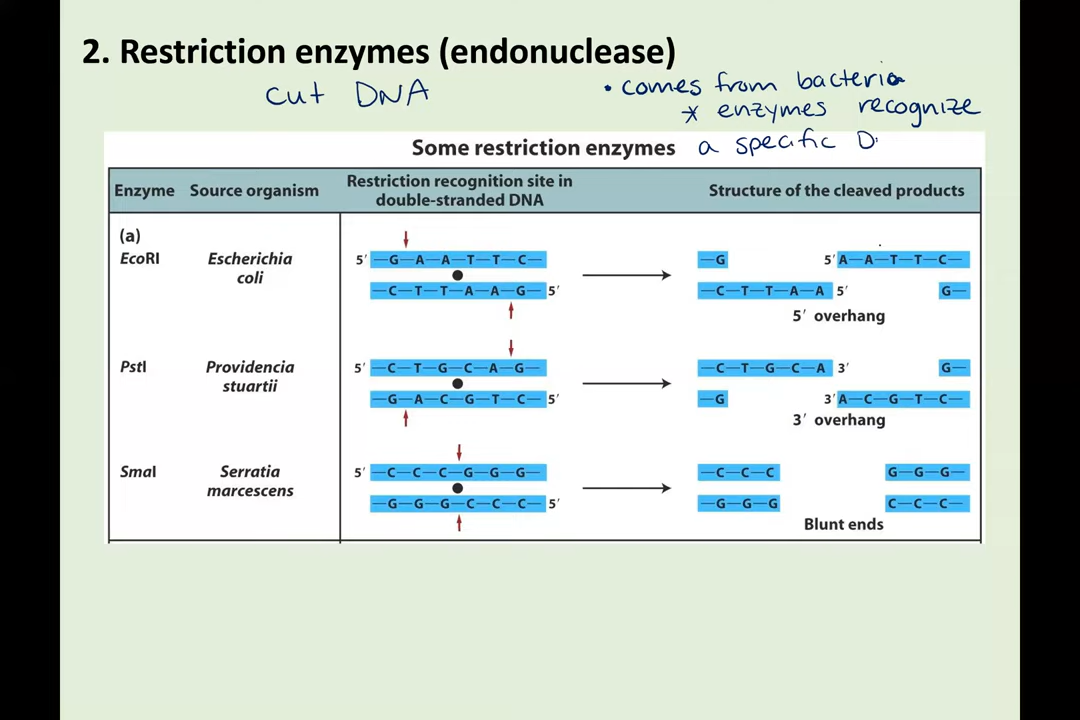 2. Restriction enzymes (endonuclease)
cut DNA
• comes from bacteria
* enzymes recognize
a specific D
Some restriction enzymes
Enzyme Source organism Restriction recognition site in double-stranded DNA Structure of the cleaved products
(a)
EcoRI Escherichia coli
5′ —G—A—A—T—T—C—
—C—T—T—A—A—G— 5′
—G 5′ A—A—T—T—C—
—C—T—T—A—A 5′ G—
5′ overhang
PstI Providencia stuartii
5′ —C—T—G—C—A—G—
—G—A—C—G—T—C— 5′
—C—T—G—C—A 3′ G—
—G 3′ A—C—G—T—C—
3′ overhang
SmaI Serratia marcescens
5′ —C—C—C—G—G—G—
—G—G—G—C—C—C— 5′
—C—C—C G—G—G—
—G—G—G C—C—C—
Blunt ends